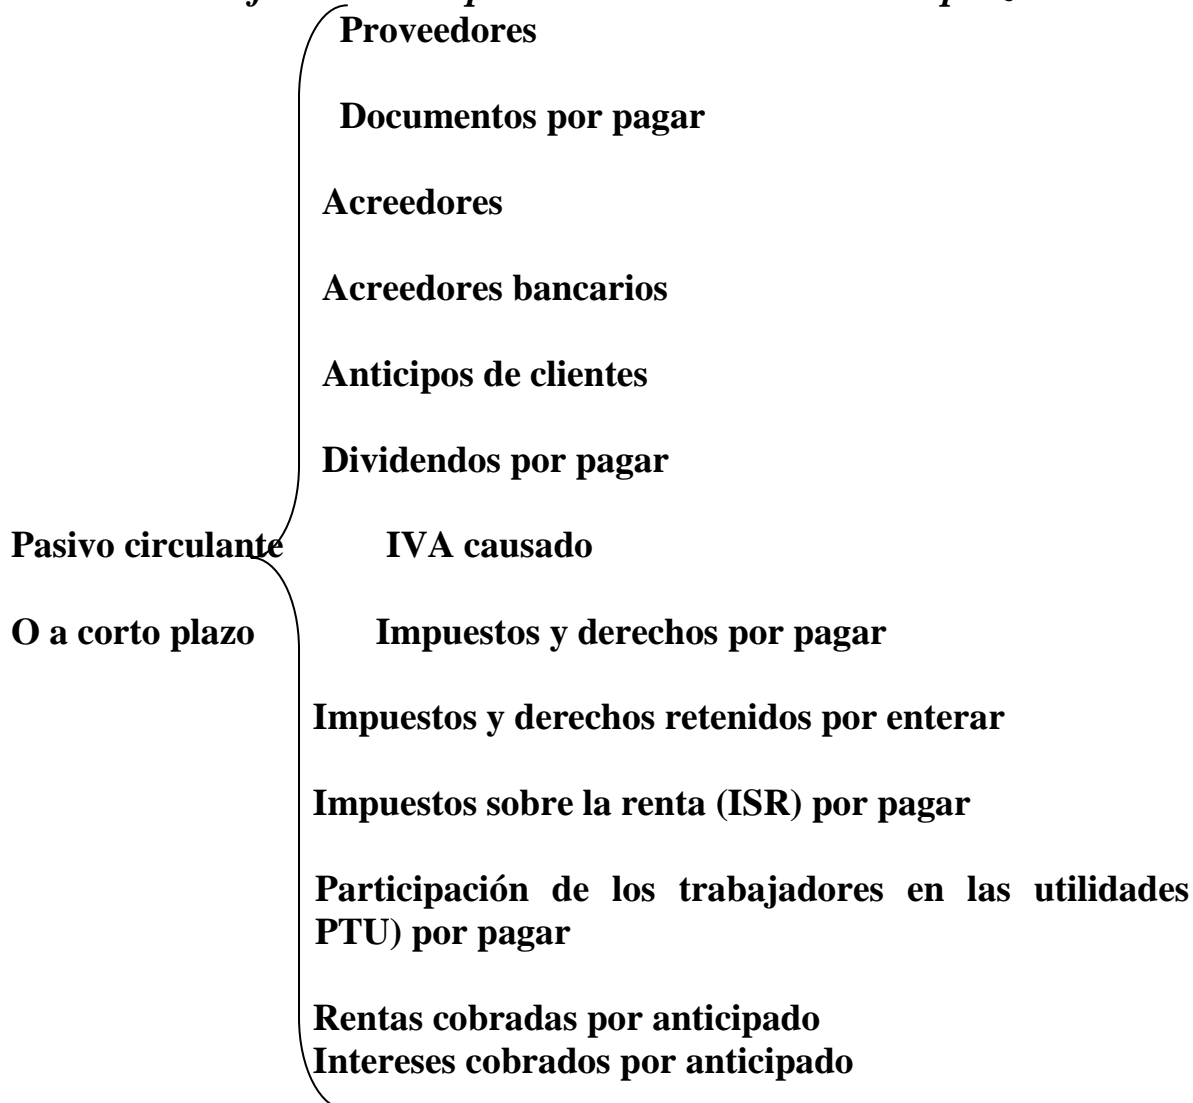 Proveedores
Documentos por pagar
Acreedores
Acreedores bancarios
Anticipos de clientes
Dividendos por pagar
Pasivo circulante IVA causado
O a corto plazo Impuestos y derechos por pagar
Impuestos y derechos retenidos por enterar
Impuestos sobre la renta (ISR) por pagar
Participación de los trabajadores en las utilidades
PTU) por pagar
Rentas cobradas por anticipado
Intereses cobrados por anticipado